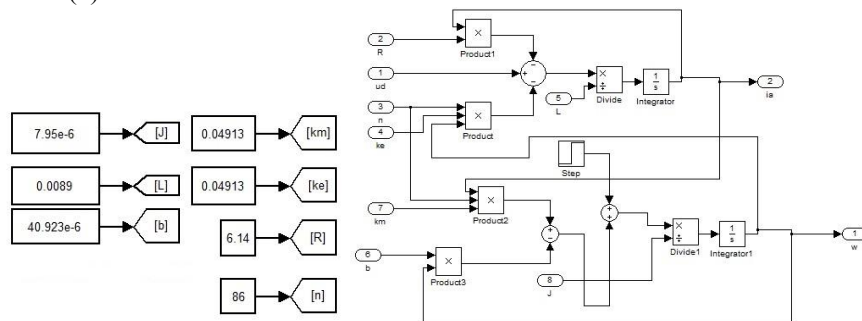 7.95e-6
[J]
0.04913
[km]
0.0089
[L]
0.04913
[ke]
40.923e-6
[b]
6.14
[R]
86
[n]
2
R
×
Product1
1
ud
3
n
4
ke
×
Product
5
L
×
÷
Divide
1
s
Integrator
2
ia
Step
7
km
×
Product2
6
b
×
Product3
8
J
×
÷
Divide1
1
s
Integrator1
1
w